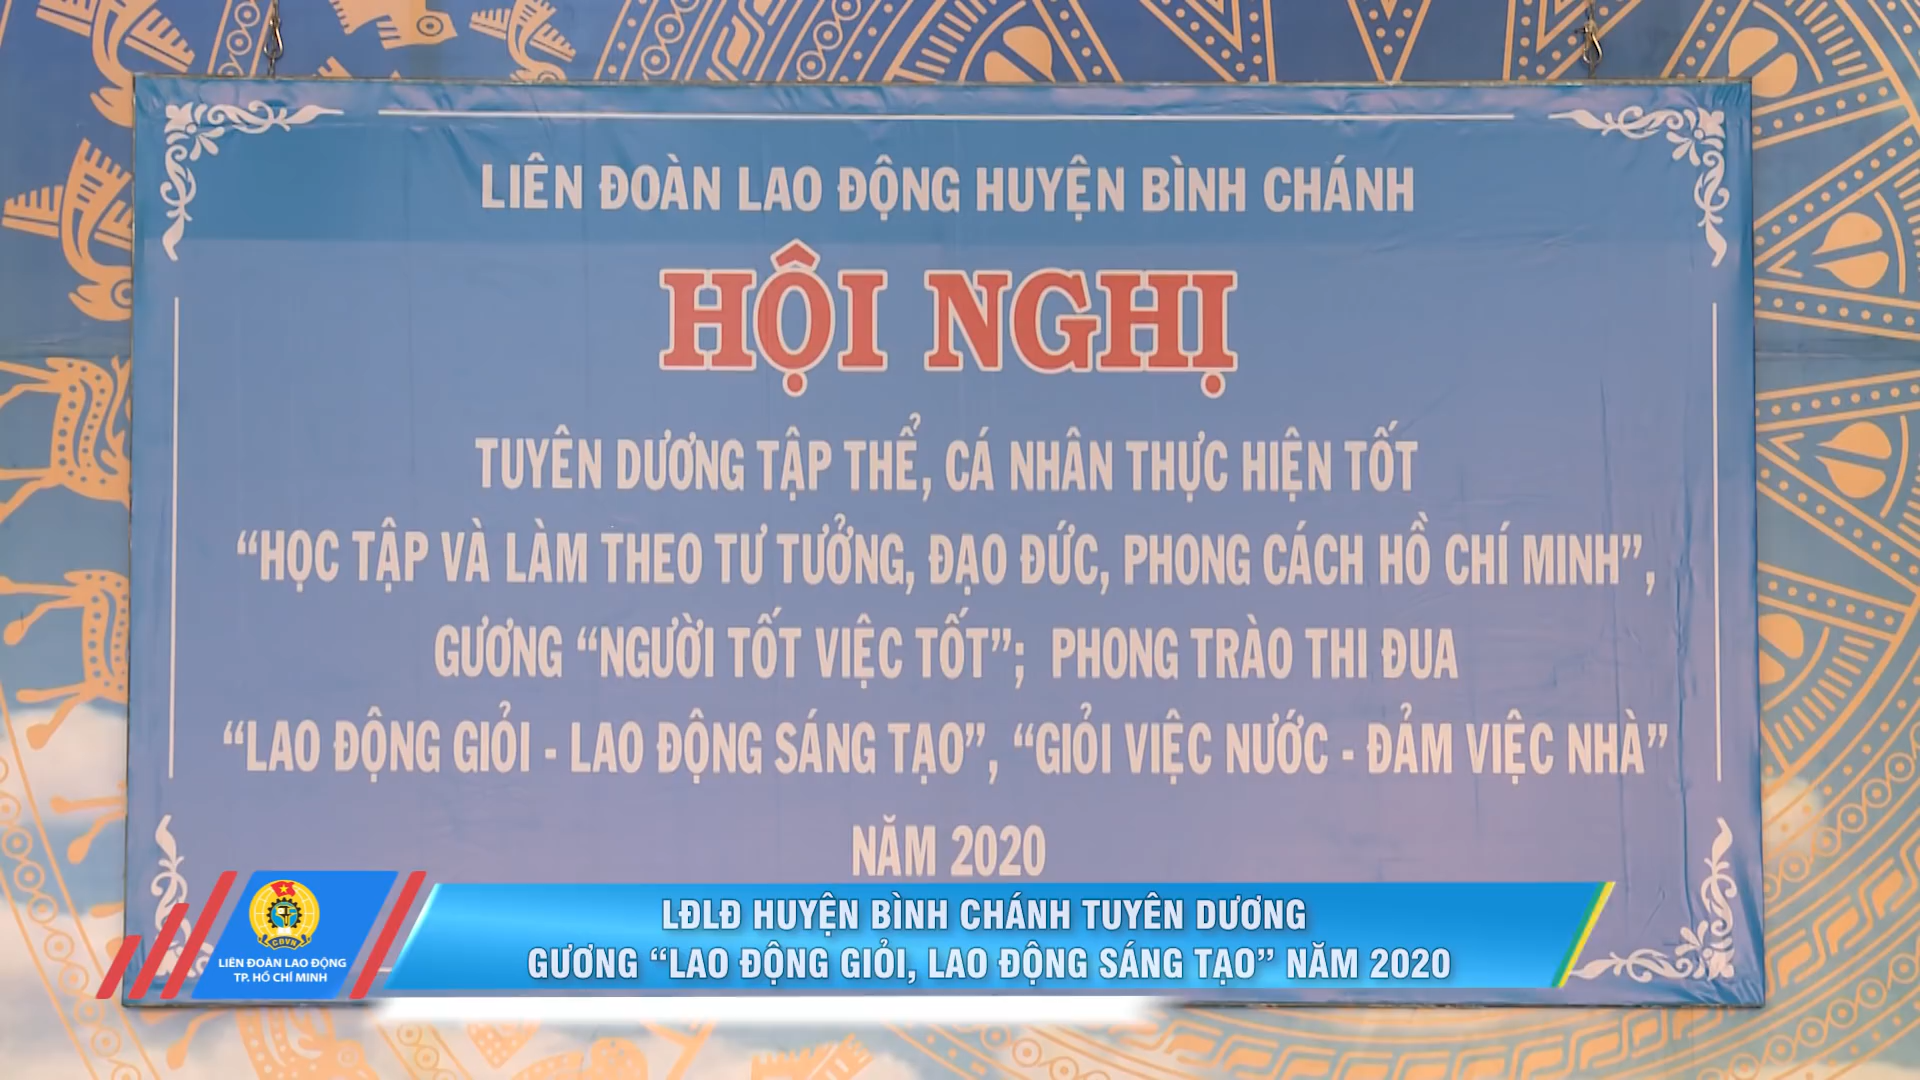 LIÊN ĐOÀN LAO ĐỘNG HUYỆN BÌNH CHÁNH
HỘI NGHỊ
TUYÊN DƯƠNG TẬP THỂ, CÁ NHÂN THỰC HIỆN TỐT
“HỌC TẬP VÀ LÀM THEO TƯ TƯỞNG, ĐẠO ĐỨC, PHONG CÁCH HỒ CHÍ MINH”,
GƯƠNG “NGƯỜI TỐT VIỆC TỐT”; PHONG TRÀO THI ĐUA
“LAO ĐỘNG GIỎI - LAO ĐỘNG SÁNG TẠO”, “GIỎI VIỆC NƯỚC - ĐẢM VIỆC NHÀ”
NĂM 2020
CĐVN
LIÊN ĐOÀN LAO ĐỘNG
TP. HỒ CHÍ MINH
LĐLĐ HUYỆN BÌNH CHÁNH TUYÊN DƯƠNG
GƯƠNG “LAO ĐỘNG GIỎI, LAO ĐỘNG SÁNG TẠO” NĂM 2020